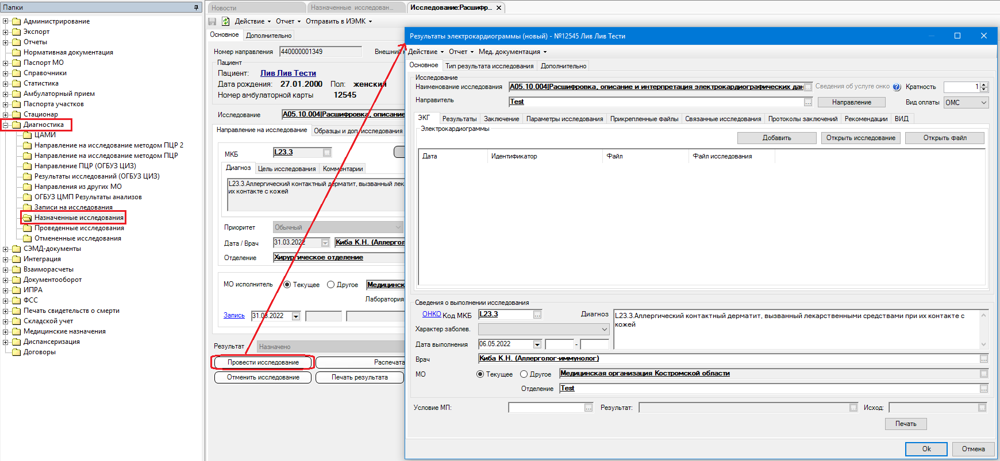 Папки
Администрирование
Экспорт
Отчеты
Нормативная документация
Паспорт МО
Справочники
Статистика
Амбулаторный прием
Паспорта участков
Стационар
Диагностика
ЦАМИ
Направление на исследование методом ПЦР 2
Направление на исследование методом ПЦР
Направление ПЦР (ОГБУЗ ЦИЗ)
Результаты исследований (ОГБУЗ ЦИЗ)
Направления из других МО
ОГБУЗ ЦМП Результаты анализов
Записи на исследования
Назначенные исследования
Проведенные исследования
Отмененные исследования
СЭМД-документы
Интеграция
Взаиморасчеты
Документооборот
ИПРА
ФСС
Печать свидетельств о смерти
Складской учет
Медицинские назначения
Диспансеризация
Договоры
Новости Назначенные исследован... Исследование:Расшифр...
Действие Отчет Отправить в ИЭМК
Основное Дополнительно
Номер направления 440000001349 Внешний
Пациент
Пациент: Лив Лив Тести
Дата рождения: 27.01.2000 Пол: женский
Номер амбулаторной карты 12545
Исследование A05.10.004|Расшифровка, описание
Направление на исследование Образцы и доп. исследования
МКБ L23.3
Диагноз Цель исследования Комментарии
L23.3.Аллергический контактный дерматит, вызванный лек
их контакте с кожей
Приоритет Обычный
Дата / Врач 31.03.2022 Киба К.Н. (Аллергол
Отделение Хирургическое отделение
МО исполнитель Текущее Другое Медицинск
Лаборатория
Запись 31.03.2022
Результат Назначено
Провести исследование Распечата
Отменить исследование Печать результата
Результаты электрокардиограммы (новый) - №12545 Лив Лив Тести
Действие Отчет Мед. документация
Основное Тип результата исследования Дополнительно
Исследование
Наименование исследования A05.10.004|Расшифровка, описание и интерпретация электрокардиографических дан Сведения об услуге онко ? Кратность 1
Направитель Test ... Направление Вид оплаты ОМС
ЭКГ Результаты Заключение Параметры исследования Прикрепленные файлы Связанные исследования Протоколы заключений Рекомендации ВИД
Электрокардиограммы
Добавить Открыть исследование Открыть файл
Дата Идентификатор Файл Файл исследования
Сведения о выполнении исследования
ОНКО Код МКБ L23.3 ... Диагноз L23.3.Аллергический контактный дерматит, вызванный лекарственными средствами при их контакте с
кожей
Характер заболев.
Дата выполнения 06.05.2022 -
Врач Киба К.Н. (Аллерголог-иммунолог) ...
МО Текущее Другое Медицинская организация Костромской области
Отделение Test ...
Условие МП: ... Результат: ... Исход: ...
Печать
Ok Отмена